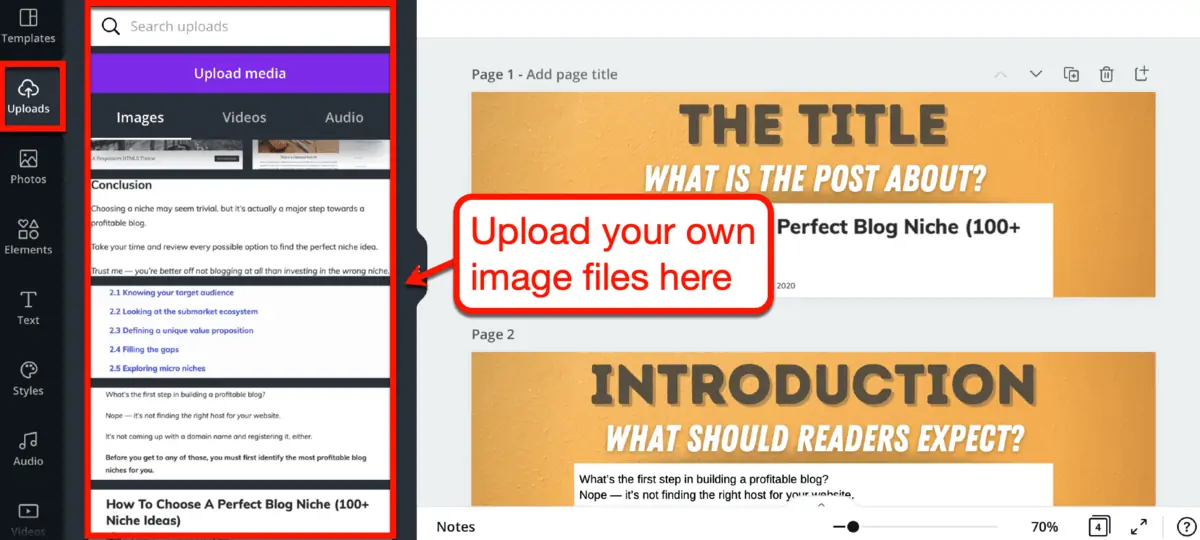 Templates
Uploads
Photos
Elements
Text
Styles
Audio
Videos
Search uploads
Upload media
Images Videos Audio
A Responsive HTML5 Theme
Conclusion
Choosing a niche may seem trivial, but it's actually a major step towards a
profitable blog.
Take your time and review every possible option to find the perfect niche idea.
Trust me — you're better off not blogging at all than investing in the wrong niche.
2.1 Knowing your target audience
2.2 Looking at the submarket ecosystem
2.3 Defining a unique value proposition
2.4 Filling the gaps
2.5 Exploring micro niches
What's the first step in building a profitable blog?
Nope — it's not finding the right host for your website.
It's not coming up with a domain name and registering it, either.
Before you get to any of those, you must first identify the most profitable blog
niches for you.
How To Choose A Perfect Blog Niche (100+
Niche Ideas)
Upload your own
image files here
Page 1 - Add page title
THE TITLE
WHAT IS THE POST ABOUT?
Perfect Blog Niche (100+
2020
Page 2
INTRODUCTION
WHAT SHOULD READERS EXPECT?
What's the first step in building a profitable blog?
Nope — it's not finding the right host for your website.
Notes
70%
4
?